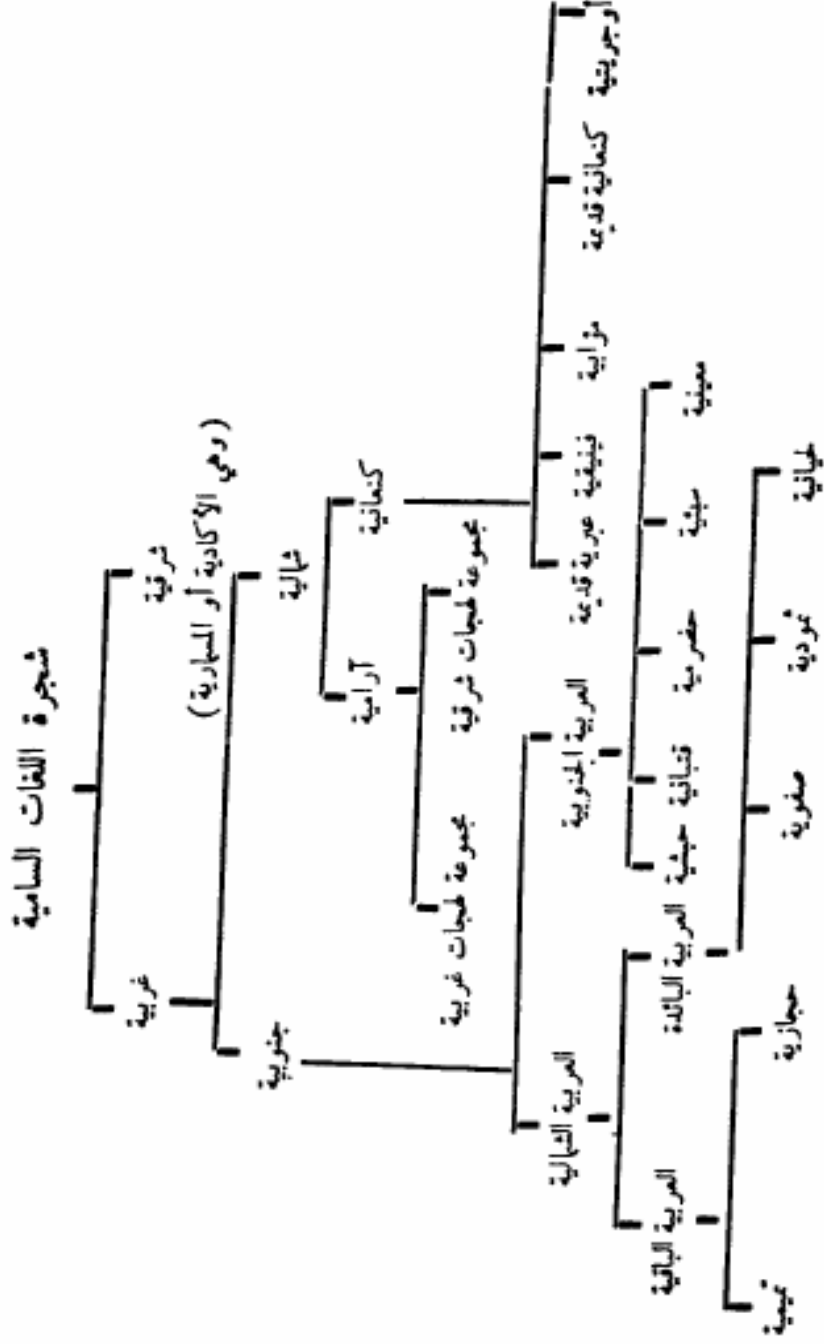 شجرة اللغات السامية
شرقية
(وهي الأكادية أو المسمارية)
غربية
شمالية
جنوبية
كنعانية
آرامية
مجموعة لهجات شرقية
مجموعة لهجات غربية
أوجريتية
كنعانية قديمة
مؤابية
فينيقية
عبرية قديمة
العربية الجنوبية
العربية الشمالية
معينية
سبئية
حضرمية
قتبانية
حبشية
العربية البائدة
العربية الباقية
لحيانية
ثمودية
صفوية
حجازية
تميمية